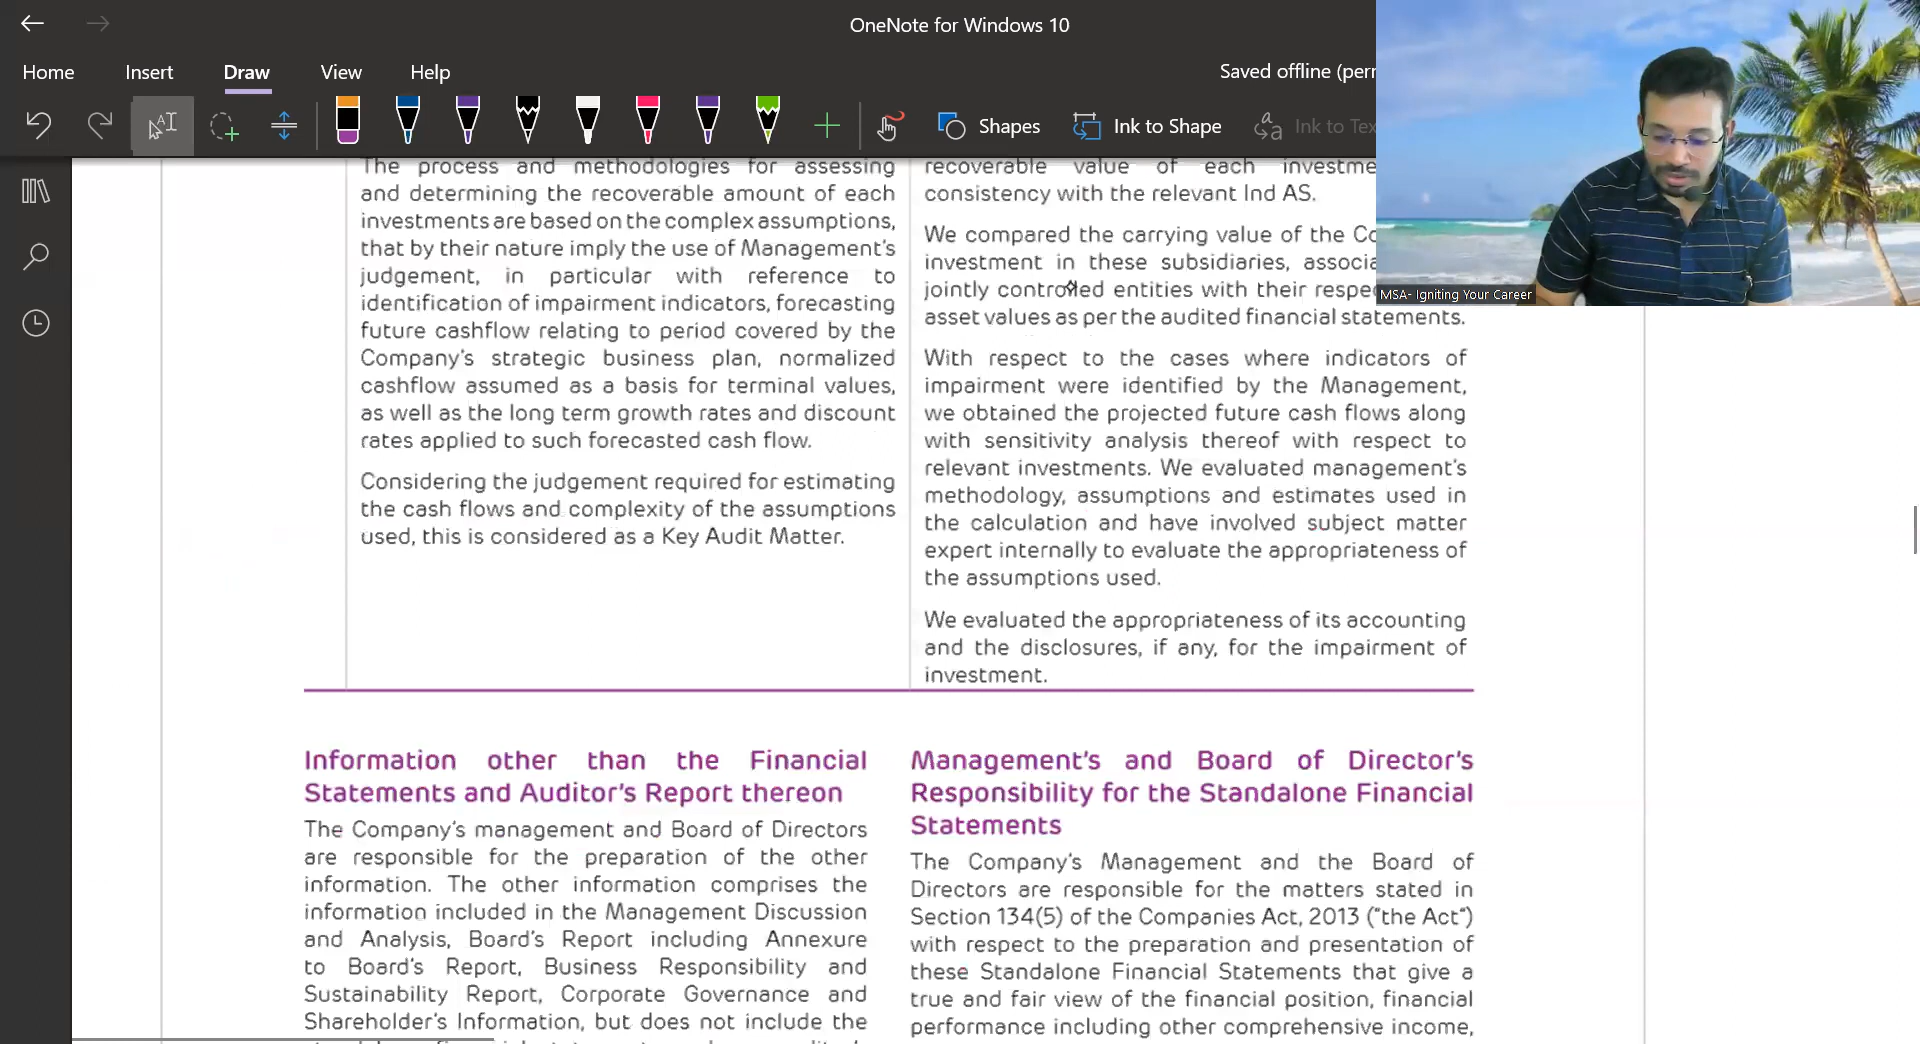 OneNote for Windows 10
Home Insert Draw View Help
Saved offline (per
Shapes Ink to Shape Ink to Tex
MSA- Igniting Your Career
The process and methodologies for assessing
and determining the recoverable amount of each
investments are based on the complex assumptions,
that by their nature imply the use of Management's
judgement, in particular with reference to
identification of impairment indicators, forecasting
future cashflow relating to period covered by the
Company's strategic business plan, normalized
cashflow assumed as a basis for terminal values,
as well as the long term growth rates and discount
rates applied to such forecasted cash flow.
Considering the judgement required for estimating
the cash flows and complexity of the assumptions
used, this is considered as a Key Audit Matter.
recoverable value of each investme
consistency with the relevant Ind AS.
We compared the carrying value of the Co
investment in these subsidiaries, associa
jointly controlled entities with their respec
asset values as per the audited financial statements.
With respect to the cases where indicators of
impairment were identified by the Management,
we obtained the projected future cash flows along
with sensitivity analysis thereof with respect to
relevant investments. We evaluated management's
methodology, assumptions and estimates used in
the calculation and have involved subject matter
expert internally to evaluate the appropriateness of
the assumptions used.
We evaluated the appropriateness of its accounting
and the disclosures, if any, for the impairment of
investment.
Information other than the Financial
Statements and Auditor's Report thereon
The Company's management and Board of Directors
are responsible for the preparation of the other
information. The other information comprises the
information included in the Management Discussion
and Analysis, Board's Report including Annexure
to Board's Report, Business Responsibility and
Sustainability Report, Corporate Governance and
Shareholder's Information, but does not include the
Management's and Board of Director's
Responsibility for the Standalone Financial
Statements
The Company's Management and the Board of
Directors are responsible for the matters stated in
Section 134(5) of the Companies Act, 2013 ("the Act")
with respect to the preparation and presentation of
these Standalone Financial Statements that give a
true and fair view of the financial position, financial
performance including other comprehensive income,